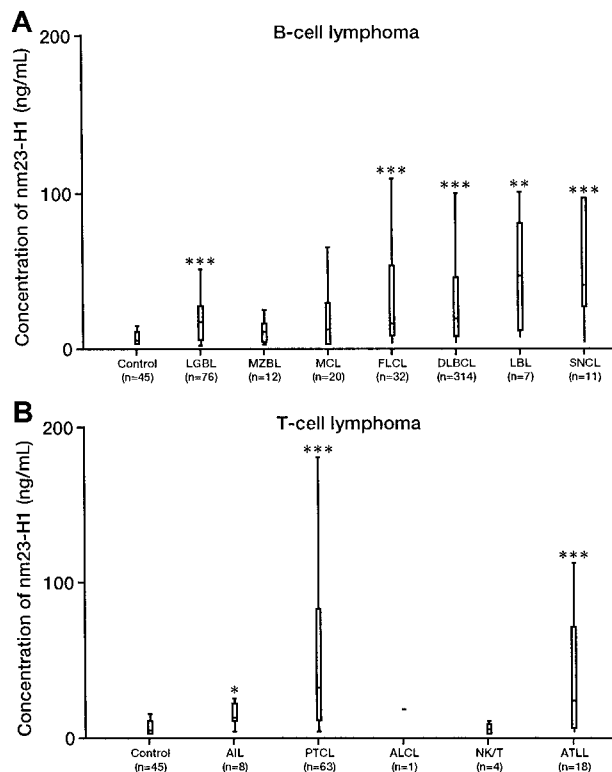 A
B-cell lymphoma
Concentration of nm23-H1 (ng/mL)
200
100
0
***
***
***
**
***
Control LGBL MZBL MCL FLCL DLBCL LBL SNCL
(n=45) (n=76) (n=12) (n=20) (n=32) (n=314) (n=7) (n=11)
B
T-cell lymphoma
Concentration of nm23-H1 (ng/mL)
200
100
0
*
***
***
Control AIL PTCL ALCL NK/T ATLL
(n=45) (n=8) (n=63) (n=1) (n=4) (n=18)